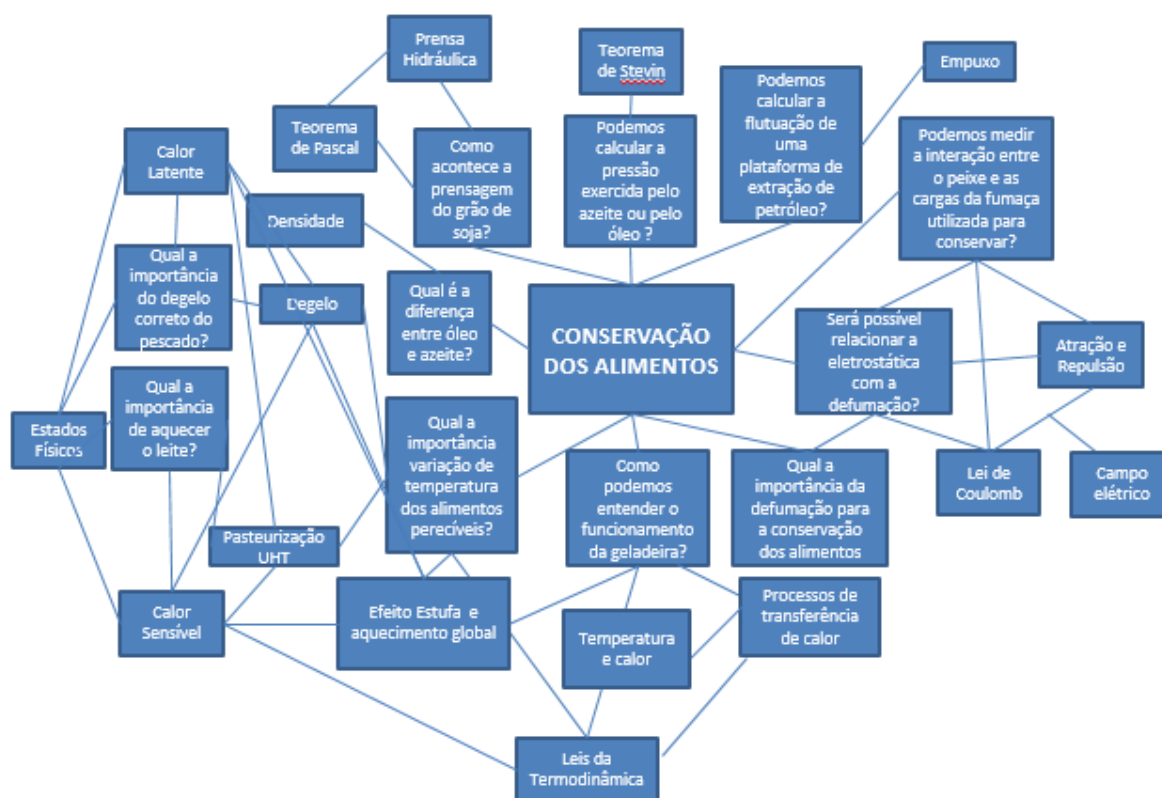 Prensa
Hidráulica
Teorema
de Stevin
Podemos
calcular a
flutuação de
uma
plataforma de
extração de
petróleo?
Empuxo
Teorema
de Pascal
Como
acontece a
prensagem
do grão de
soja?
Podemos
calcular a
pressão
exercida pelo
azeite ou pelo
óleo ?
Podemos medir
a interação entre
o peixe e as
cargas da fumaça
utilizada para
conservar?
Calor
Latente
Densidade
Qual a
importância
do degelo
correto do
pescado?
Degelo
Qual é a
diferença
entre óleo
e azeite?
CONSERVAÇÃO
DOS ALIMENTOS
Será possível
relacionar a
eletrostática
com a
defumação?
Atração e
Repulsão
Estados
Físicos
Qual a
importância
de aquecer
o leite?
Qual a
importância
variação de
temperatura
dos alimentos
perecíveis?
Como
podemos
entender o
funcionamento
da geladeira?
Qual a
importância da
defumação para
a conservação
dos alimentos
Lei de
Coulomb
Campo
elétrico
Pasteurização
UHT
Calor
Sensível
Efeito Estufa e
aquecimento global
Temperatura
e calor
Processos de
transferência
de calor
Leis da
Termodinâmica